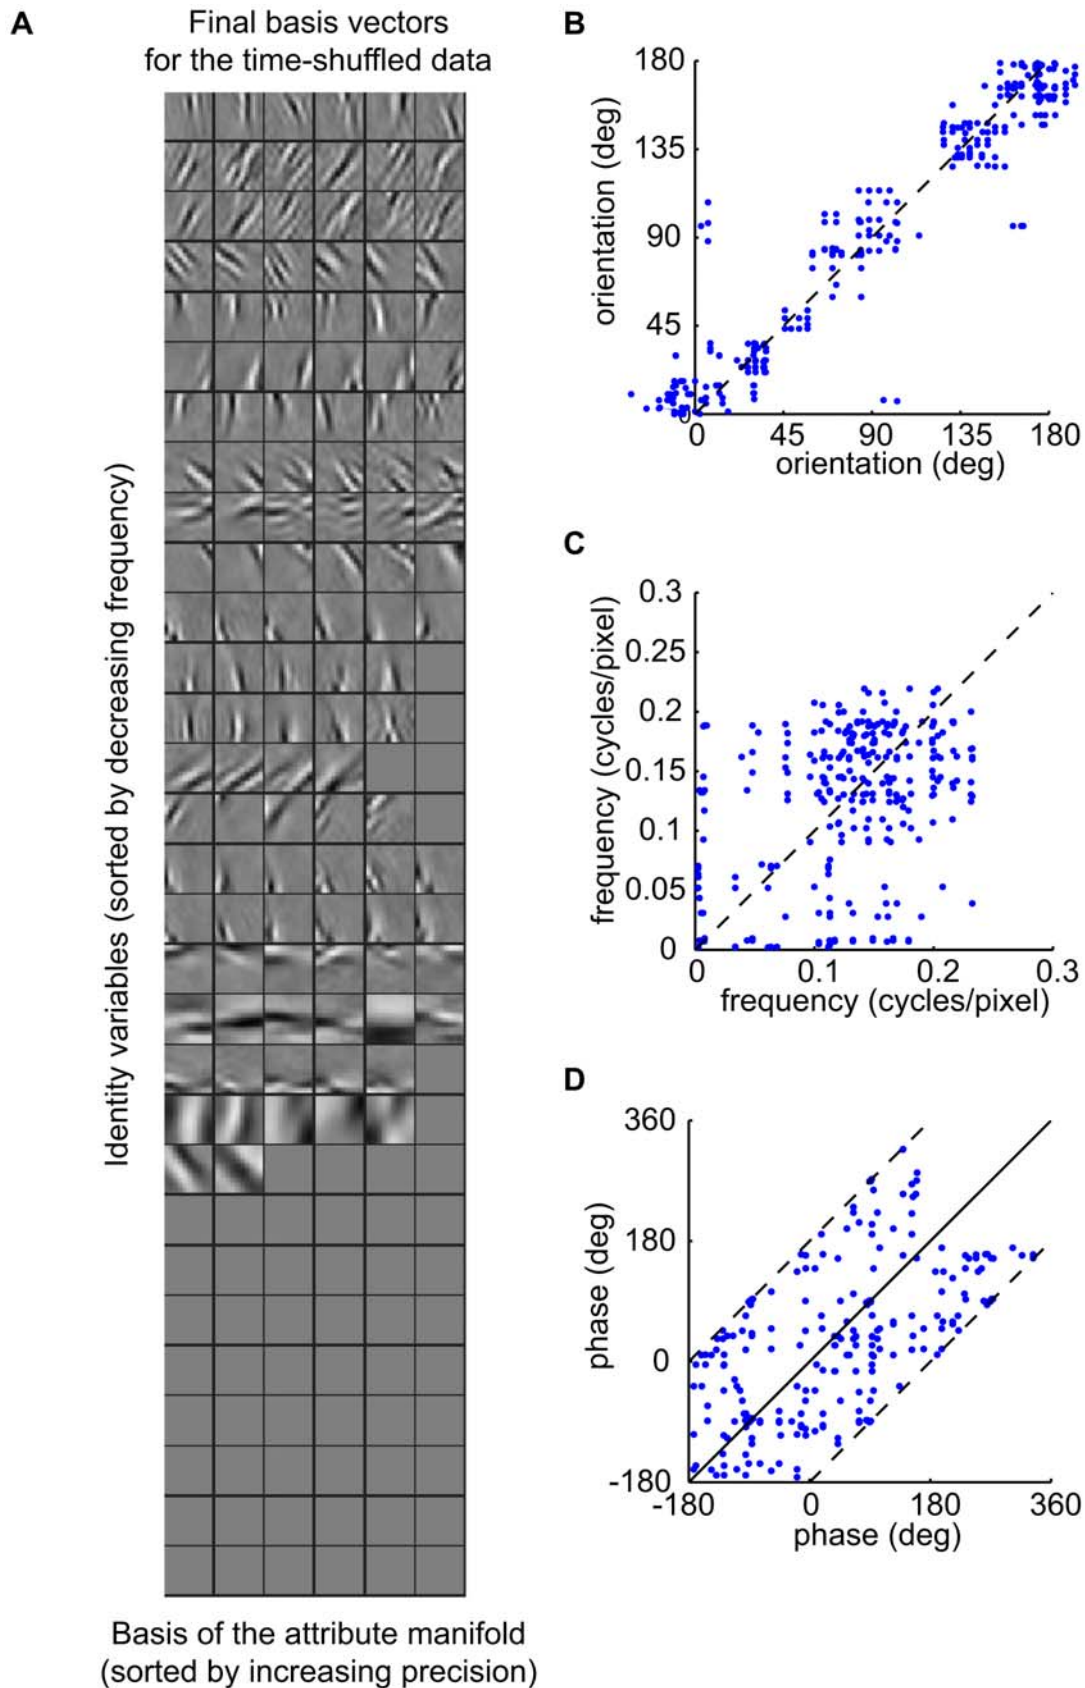 A
Final basis vectors
for the time-shuffled data
Identity variables (sorted by decreasing frequency)
Basis of the attribute manifold
(sorted by increasing precision)
B
180
135
90
45
0
0 45 90 135 180
orientation (deg)
orientation (deg)
C
0.3
0.25
0.2
0.15
0.1
0.05
0
0 0.1 0.2 0.3
frequency (cycles/pixel)
frequency (cycles/pixel)
D
360
180
0
-180
-180 0 180 360
phase (deg)
phase (deg)